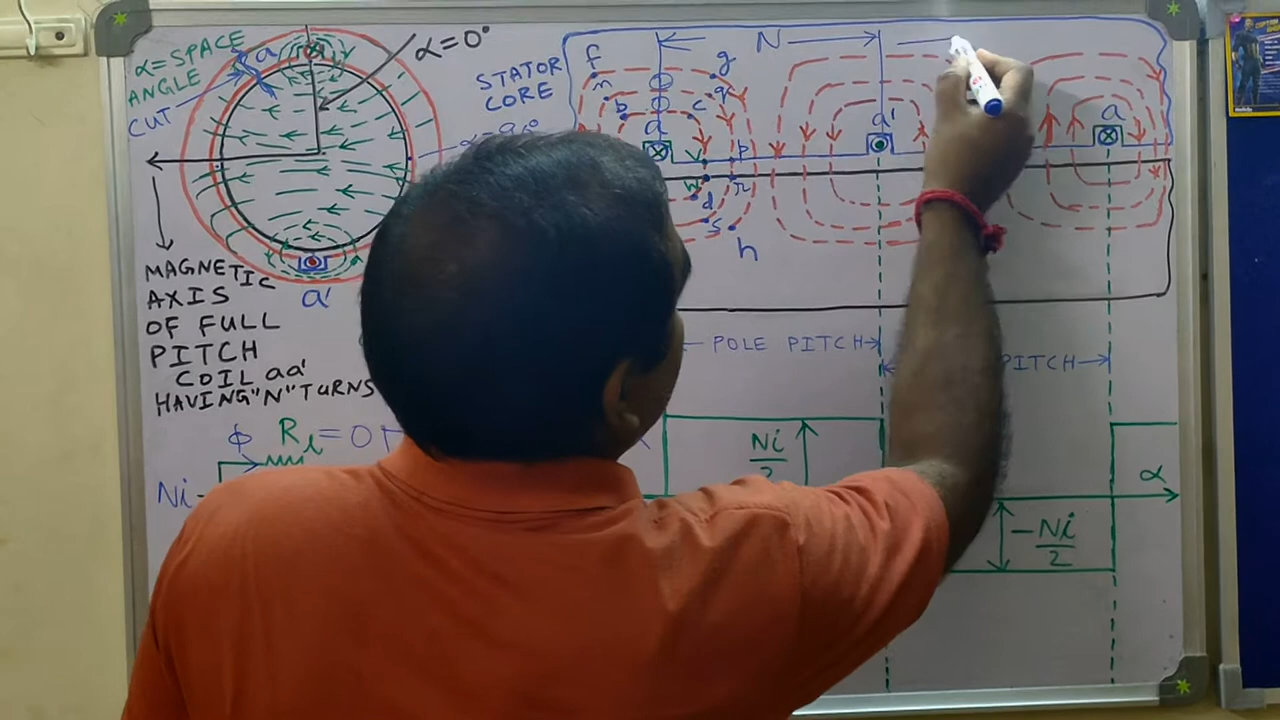 α=SPACE
ANGLE
CUT
a
α=0°
a'
MAGNETIC
AXIS
OF FULL
PITCH
COIL aa'
HAVING "N" TURNS
STATOR
CORE
f
n
b
a
N
g
q
c
a'
a
v
p
w
r
d
s
h
POLE PITCH
PITCH
φ
Rl=0
Ni
Ni/2
-Ni/2
α